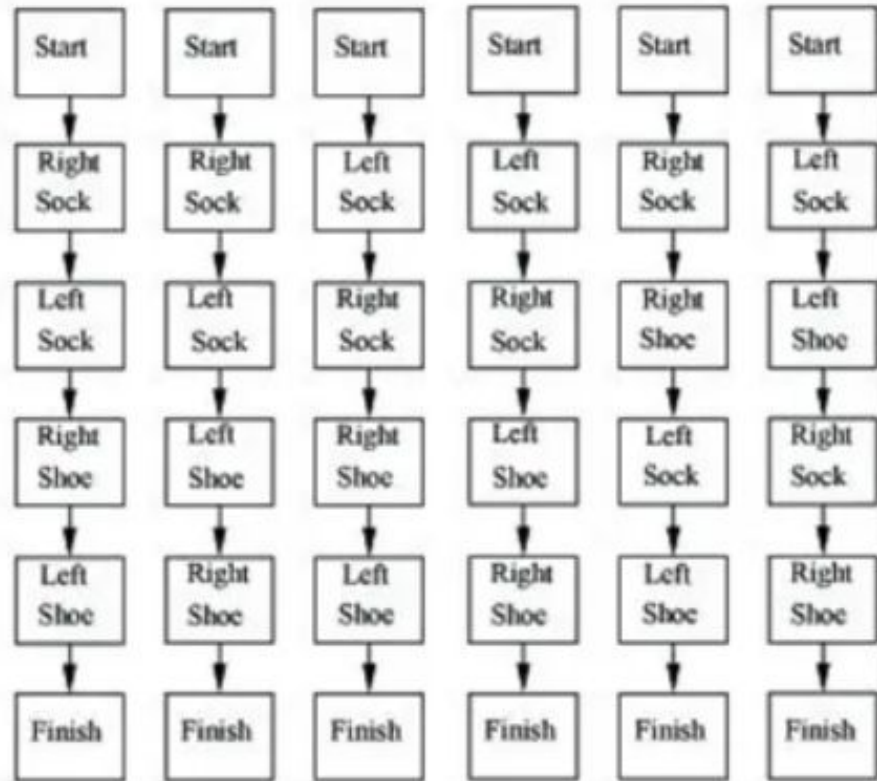 Start Start Start Start Start Start
Right Right Left Left Right Left
Sock Sock Sock Sock Sock Sock
Left Left Right Right Right Left
Sock Sock Sock Sock Shoe Shoe
Right Left Right Left Left Right
Shoe Shoe Shoe Shoe Sock Sock
Left Right Left Right Left Right
Shoe Shoe Shoe Shoe Shoe Shoe
Finish Finish Finish Finish Finish Finish